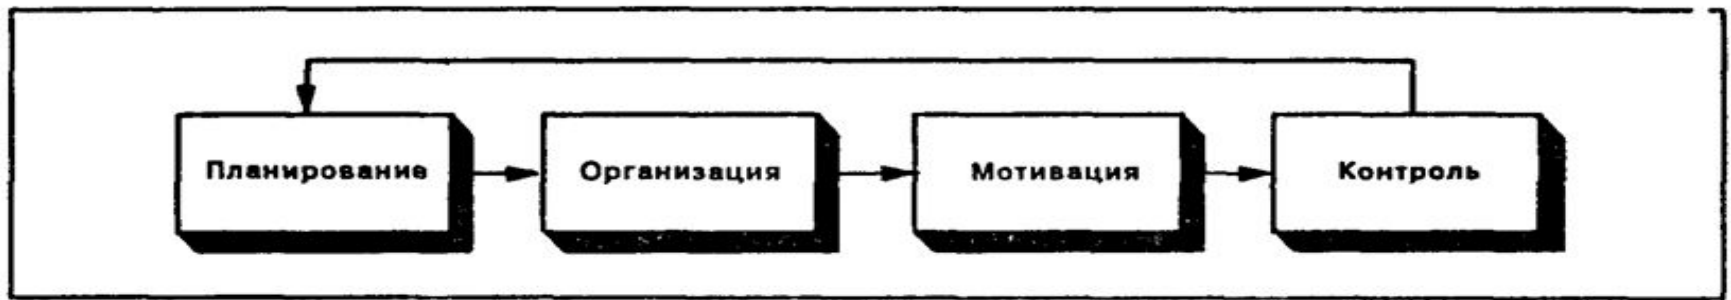 Планирование
Организация
Мотивация
Контроль